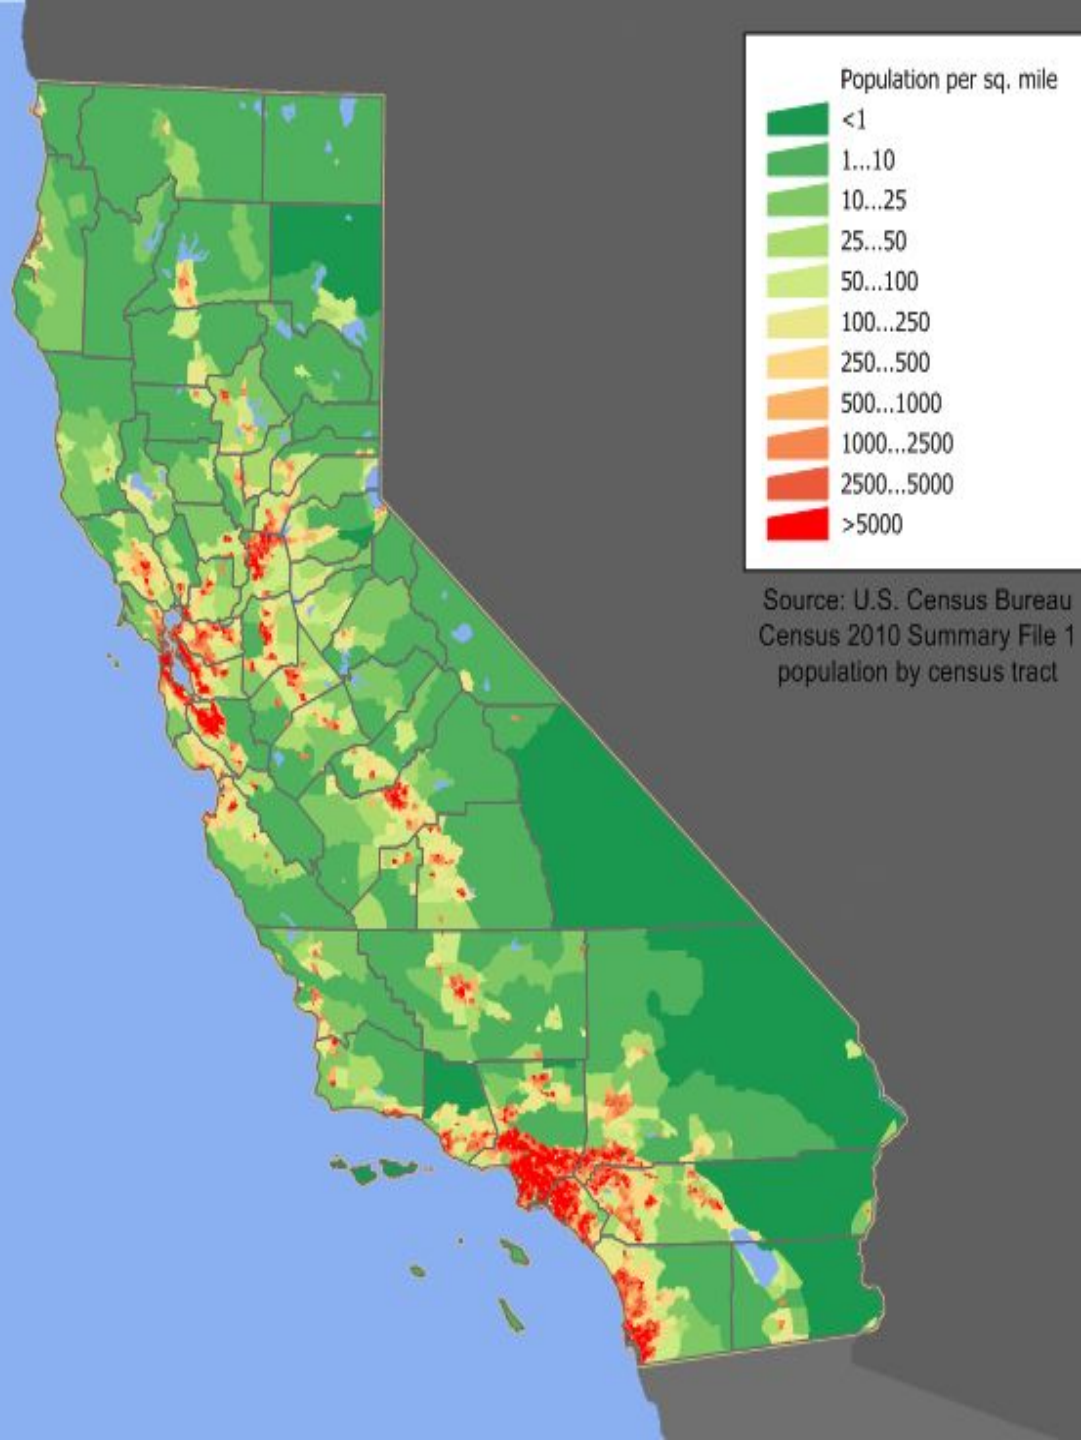 Population per sq. mile
<1
1...10
10...25
25...50
50...100
100...250
250...500
500...1000
1000...2500
2500...5000
>5000
Source: U.S. Census Bureau
Census 2010 Summary File 1
population by census tract